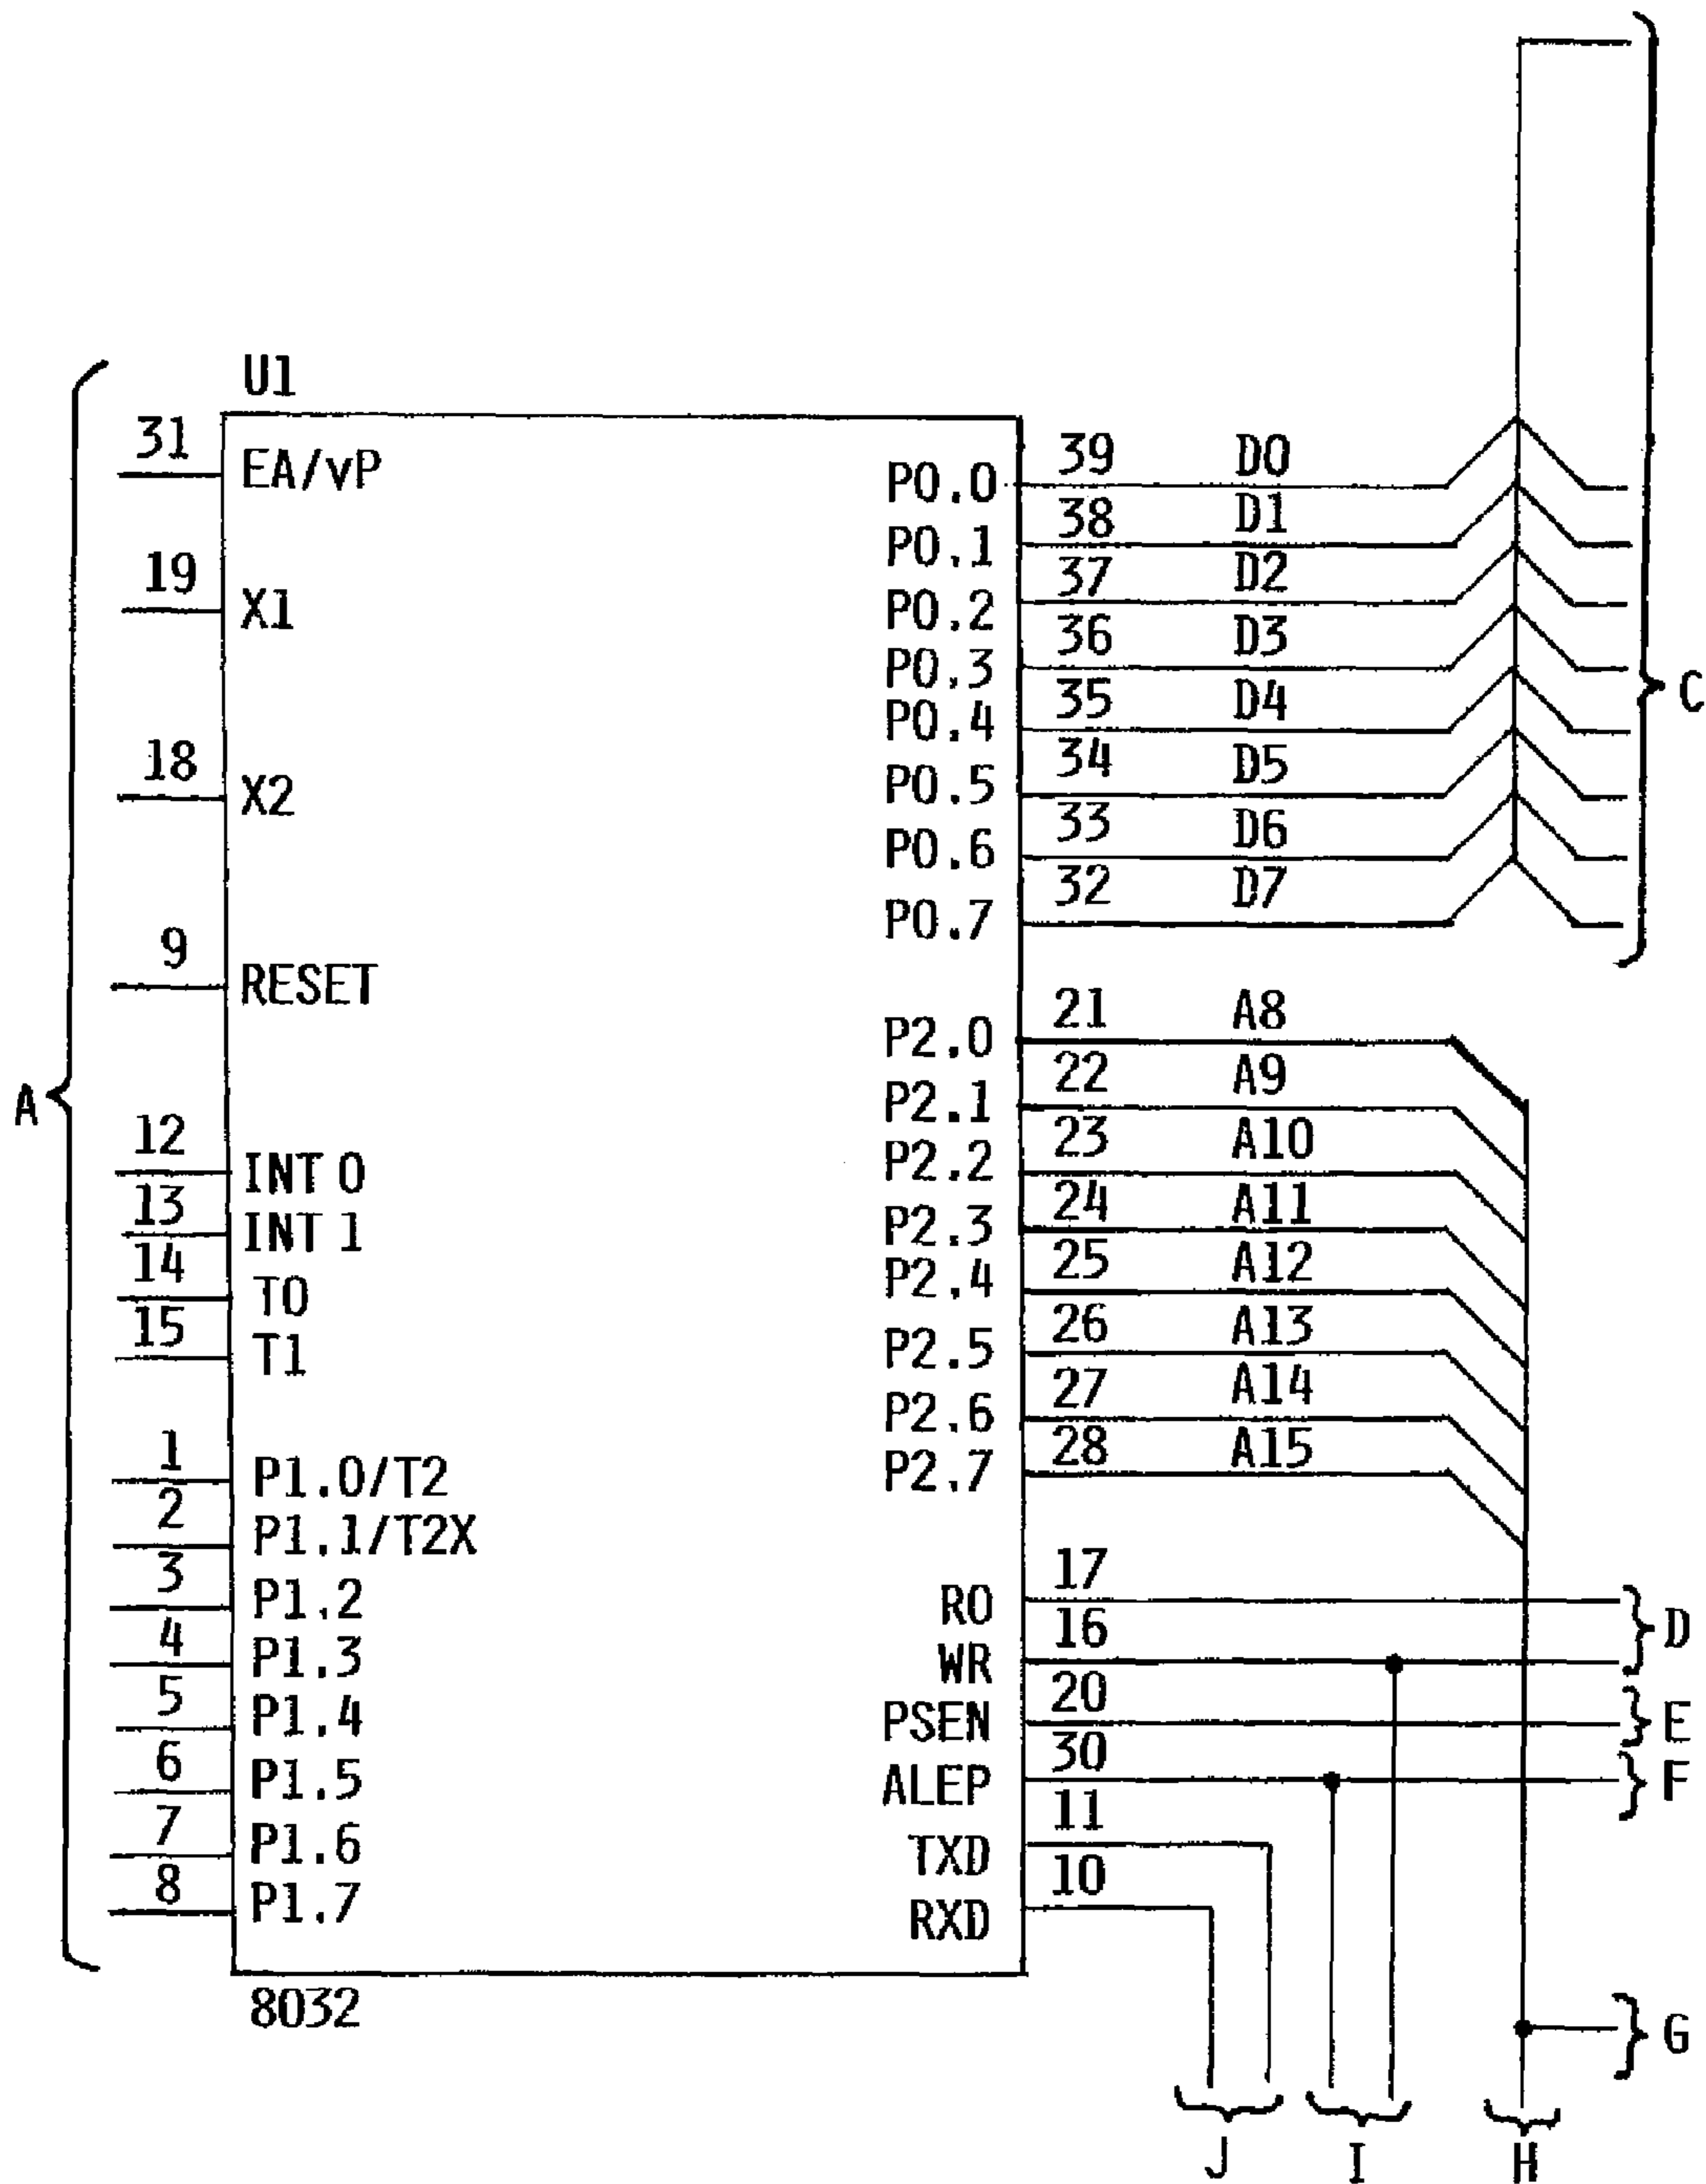 U1
31 EA/vP
19 X1
18 X2
9 RESET
12 INT 0
13 INT 1
14 T0
15 T1
1 P1.0/T2
2 P1.1/T2X
3 P1.2
4 P1.3
5 P1.4
6 P1.5
7 P1.6
8 P1.7
A
P0.0 39 D0
P0.1 38 D1
P0.2 37 D2
P0.3 36 D3
P0.4 35 D4
P0.5 34 D5
P0.6 33 D6
P0.7 32 D7
C
P2.0 21 A8
P2.1 22 A9
P2.2 23 A10
P2.3 24 A11
P2.4 25 A12
P2.5 26 A13
P2.6 27 A14
P2.7 28 A15
RO 17
WR 16
D
PSEN 20 E
ALEP 30 F
TXD 11
RXD 10
8032
G
J I H